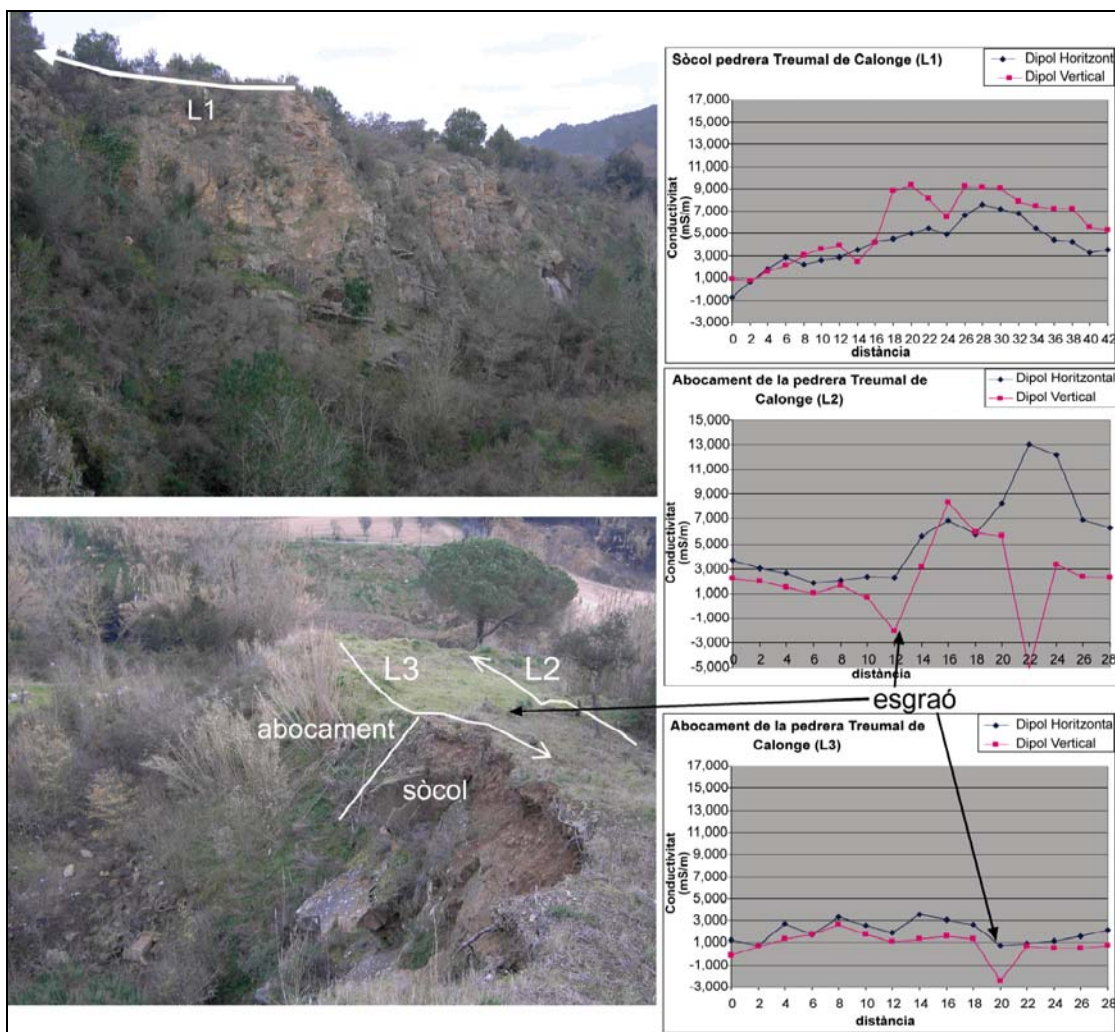 L1
Sòcol pedrera Treumal de Calonge (L1)
Dipol Horitzont
Dipol Vertical
Conductivitat
(mS/m)
17,000
15,000
13,000
11,000
9,000
7,000
5,000
3,000
1,000
-1,000
-3,000
0 2 4 6 8 10 12 14 16 18 20 22 24 26 28 30 32 34 36 38 40 42
distància
Abocament de la pedrera Treumal de
Calonge (L2)
Dipol Horitzontal
Dipol Vertical
Conductivitat
(mS/m)
15,000
13,000
11,000
9,000
7,000
5,000
3,000
1,000
-1,000
-3,000
-5,000
0 2 4 6 8 10 12 14 16 18 20 22 24 26 28
distància
esgraó
L3
L2
abocament
sòcol
Abocament de la pedrera Treumal de
Calonge (L3)
Dipol Horitzontal
Dipol Vertical
Conductivitat
(mS/m)
17,000
15,000
13,000
11,000
9,000
7,000
5,000
3,000
1,000
-1,000
-3,000
0 2 4 6 8 10 12 14 16 18 20 22 24 26 28
distància